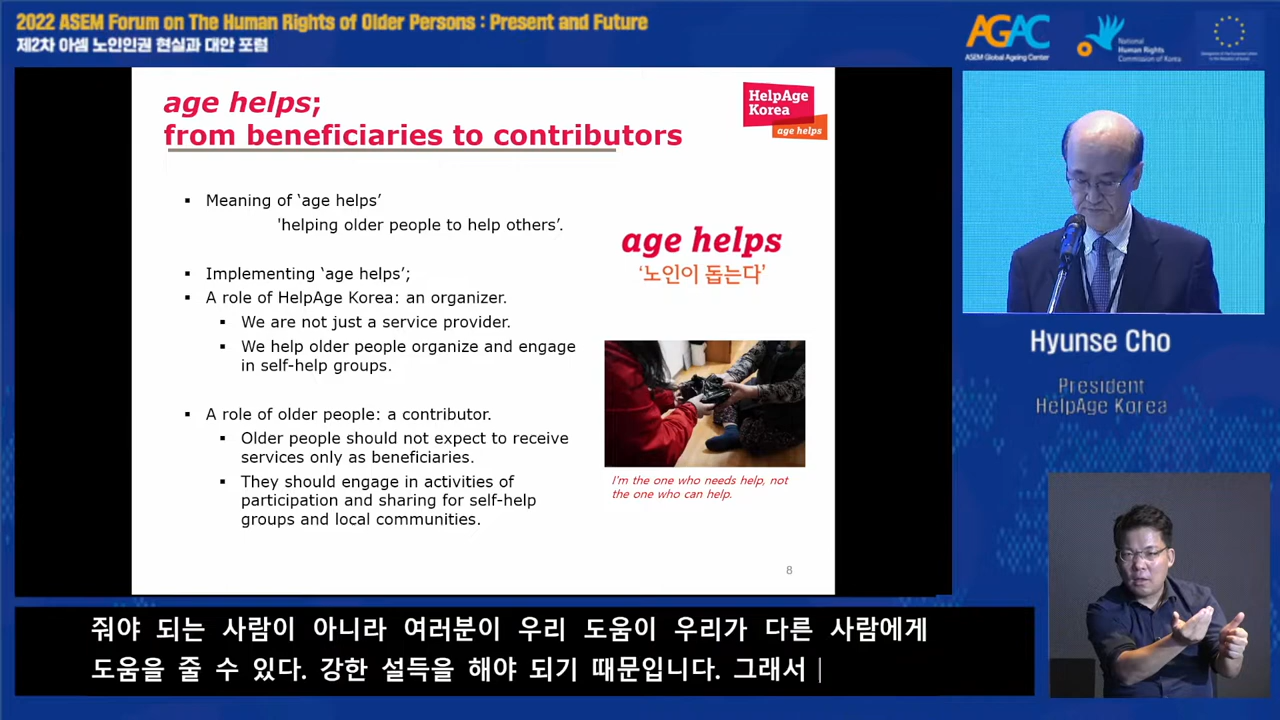 2022 ASEM Forum on The Human Rights of Older Persons : Present and Future
제2차 아셈 노인인권 현실과 대안 포럼
AGAC
ASEM Global Ageing Center
National
Human Rights
Commission of Korea
age helps;
from beneficiaries to contributors
HelpAge
Korea
age helps
▪ Meaning of ‘age helps’
'helping older people to help others’.
▪ Implementing ‘age helps’;
▪ A role of HelpAge Korea: an organizer.
▪ We are not just a service provider.
▪ We help older people organize and engage
in self-help groups.
▪ A role of older people: a contributor.
▪ Older people should not expect to receive
services only as beneficiaries.
▪ They should engage in activities of
participation and sharing for self-help
groups and local communities.
age helps
‘노인이 돕는다’
I'm the one who needs help, not
the one who can help.
8
Hyunse Cho
President
HelpAge Korea
줘야 되는 사람이 아니라 여러분이 우리 도움이 우리가 다른 사람에게
도움을 줄 수 있다. 강한 설득을 해야 되기 때문입니다. 그래서